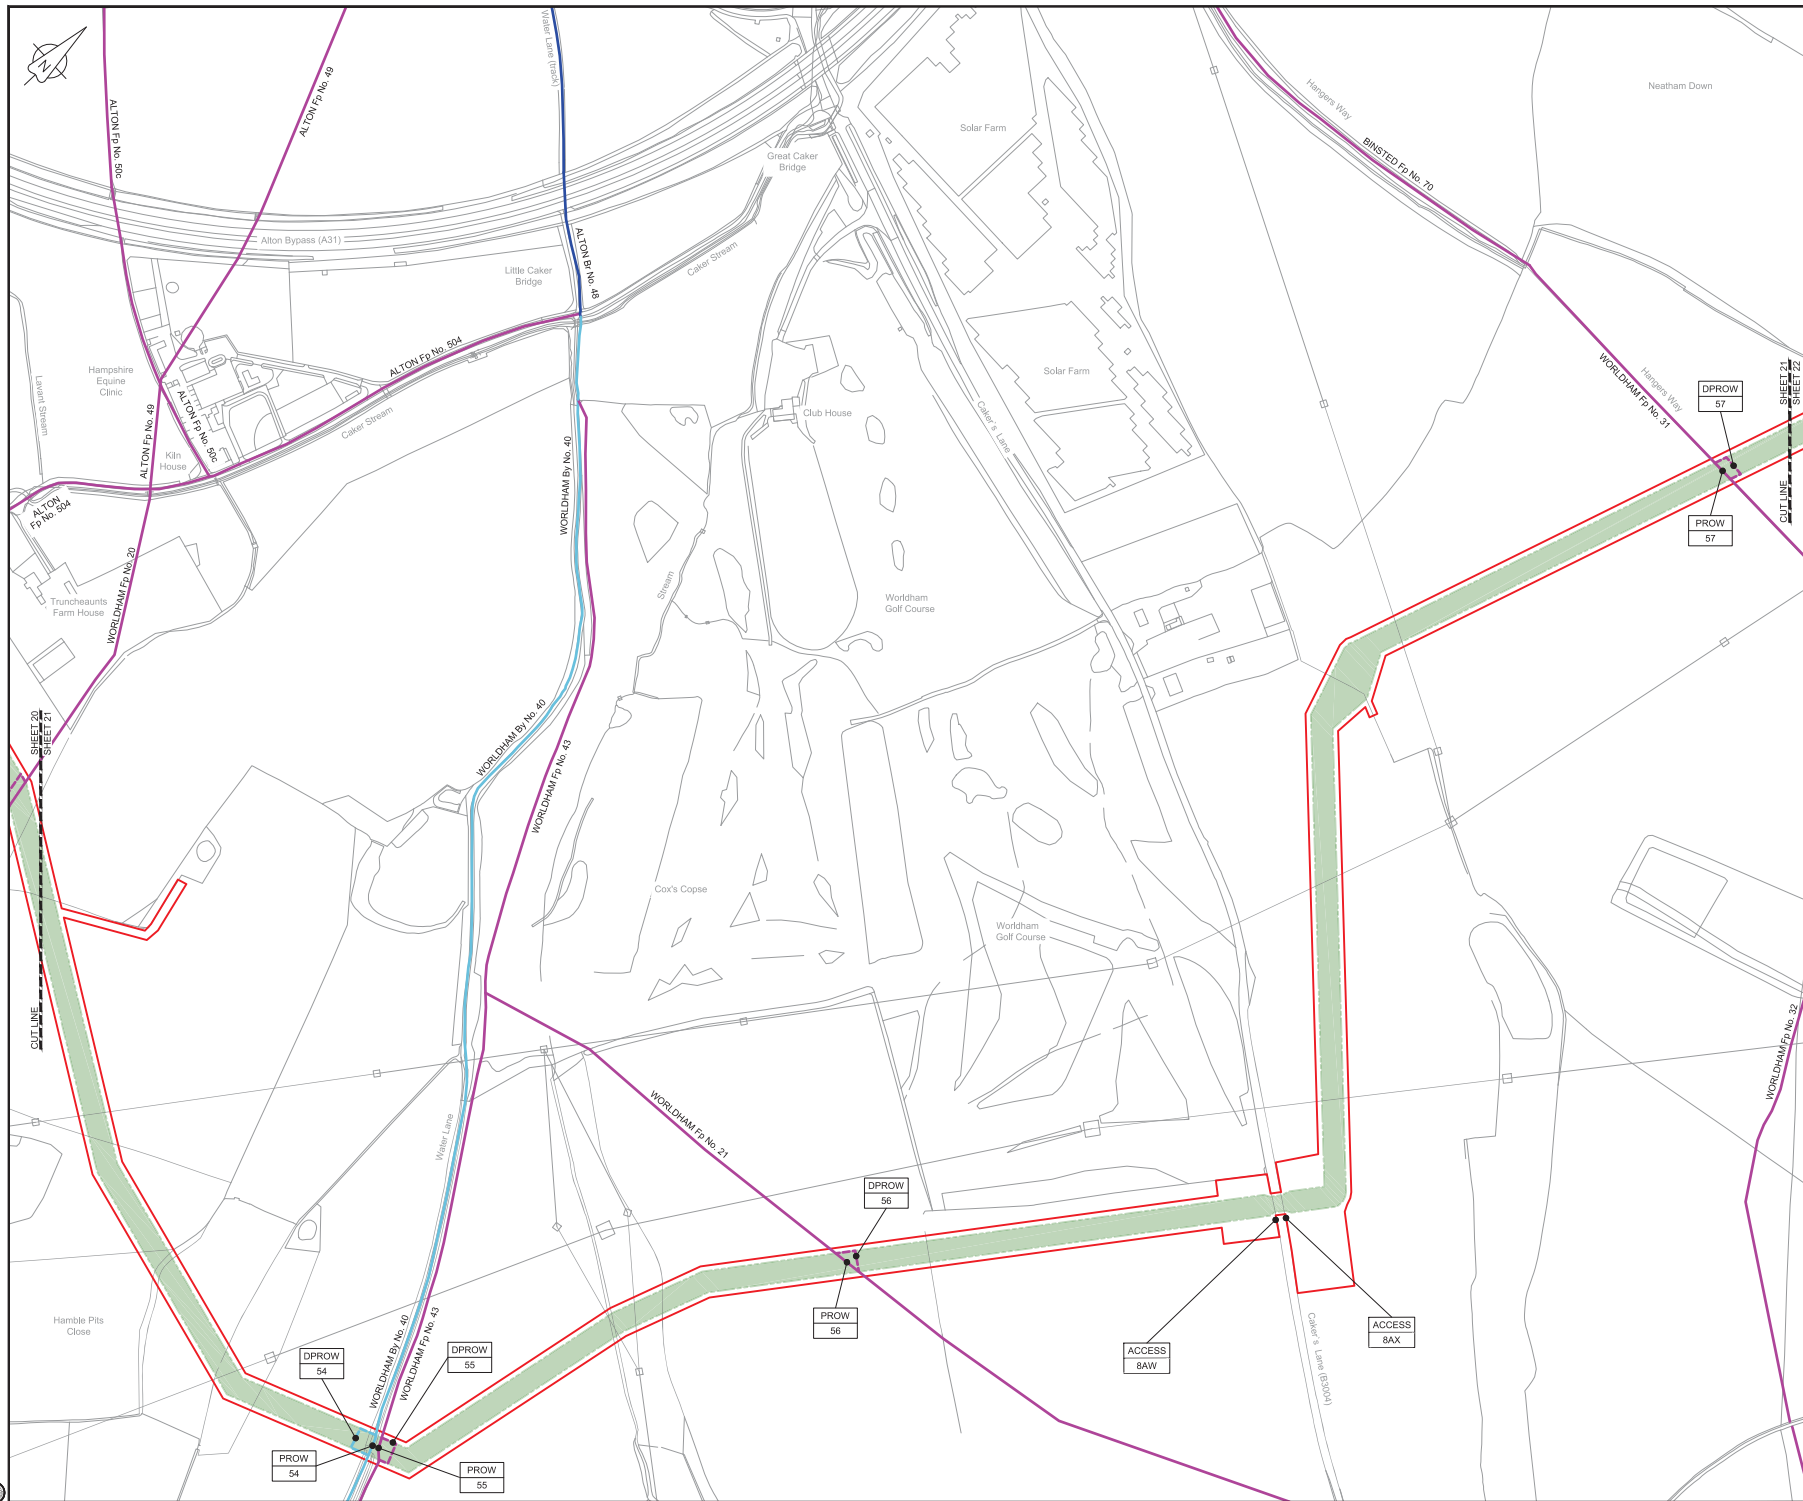 N
Water Lane (track)
ALTON Fp No. 50c
ALTON Fp No. 49
Solar Farm
Hangers Way
Neatham Down
BINSTED Fp No. 70
Great Caker
Bridge
Alton Bypass (A31)
Little Caker
Bridge
ALTON Br No. 48
Caker Stream
Lavant Stream
Hampshire
Equine
Clinic
ALTON Fp No. 504
Caker Stream
ALTON Fp No. 50c
ALTON Fp No. 49
Kiln
House
ALTON
Fp No. 504
Club House
Caker's Lane
Solar Farm
WORLDHAM Fp No. 31
Hangers Way
DPROW
57
SHEET 21
SHEET 22
CUT LINE
PROW
57
WORLDHAM By No. 40
WORLDHAM Fp No. 20
Truncheaunts
Farm House
Stream
Worldham
Golf Course
SHEET 20
SHEET 21
CUT LINE
WORLDHAM By No. 40
WORLDHAM Fp No. 43
Cox's Copse
Worldham
Golf Course
WORLDHAM Fp No. 32
Water Lane
WORLDHAM Fp No. 21
DPROW
56
PROW
56
Hamble Pits
Close
WORLDHAM By No. 40
WORLDHAM Fp No. 43
DPROW
54
DPROW
55
PROW
54
PROW
55
ACCESS
8AW
ACCESS
8AX
Caker's Lane (B3004)